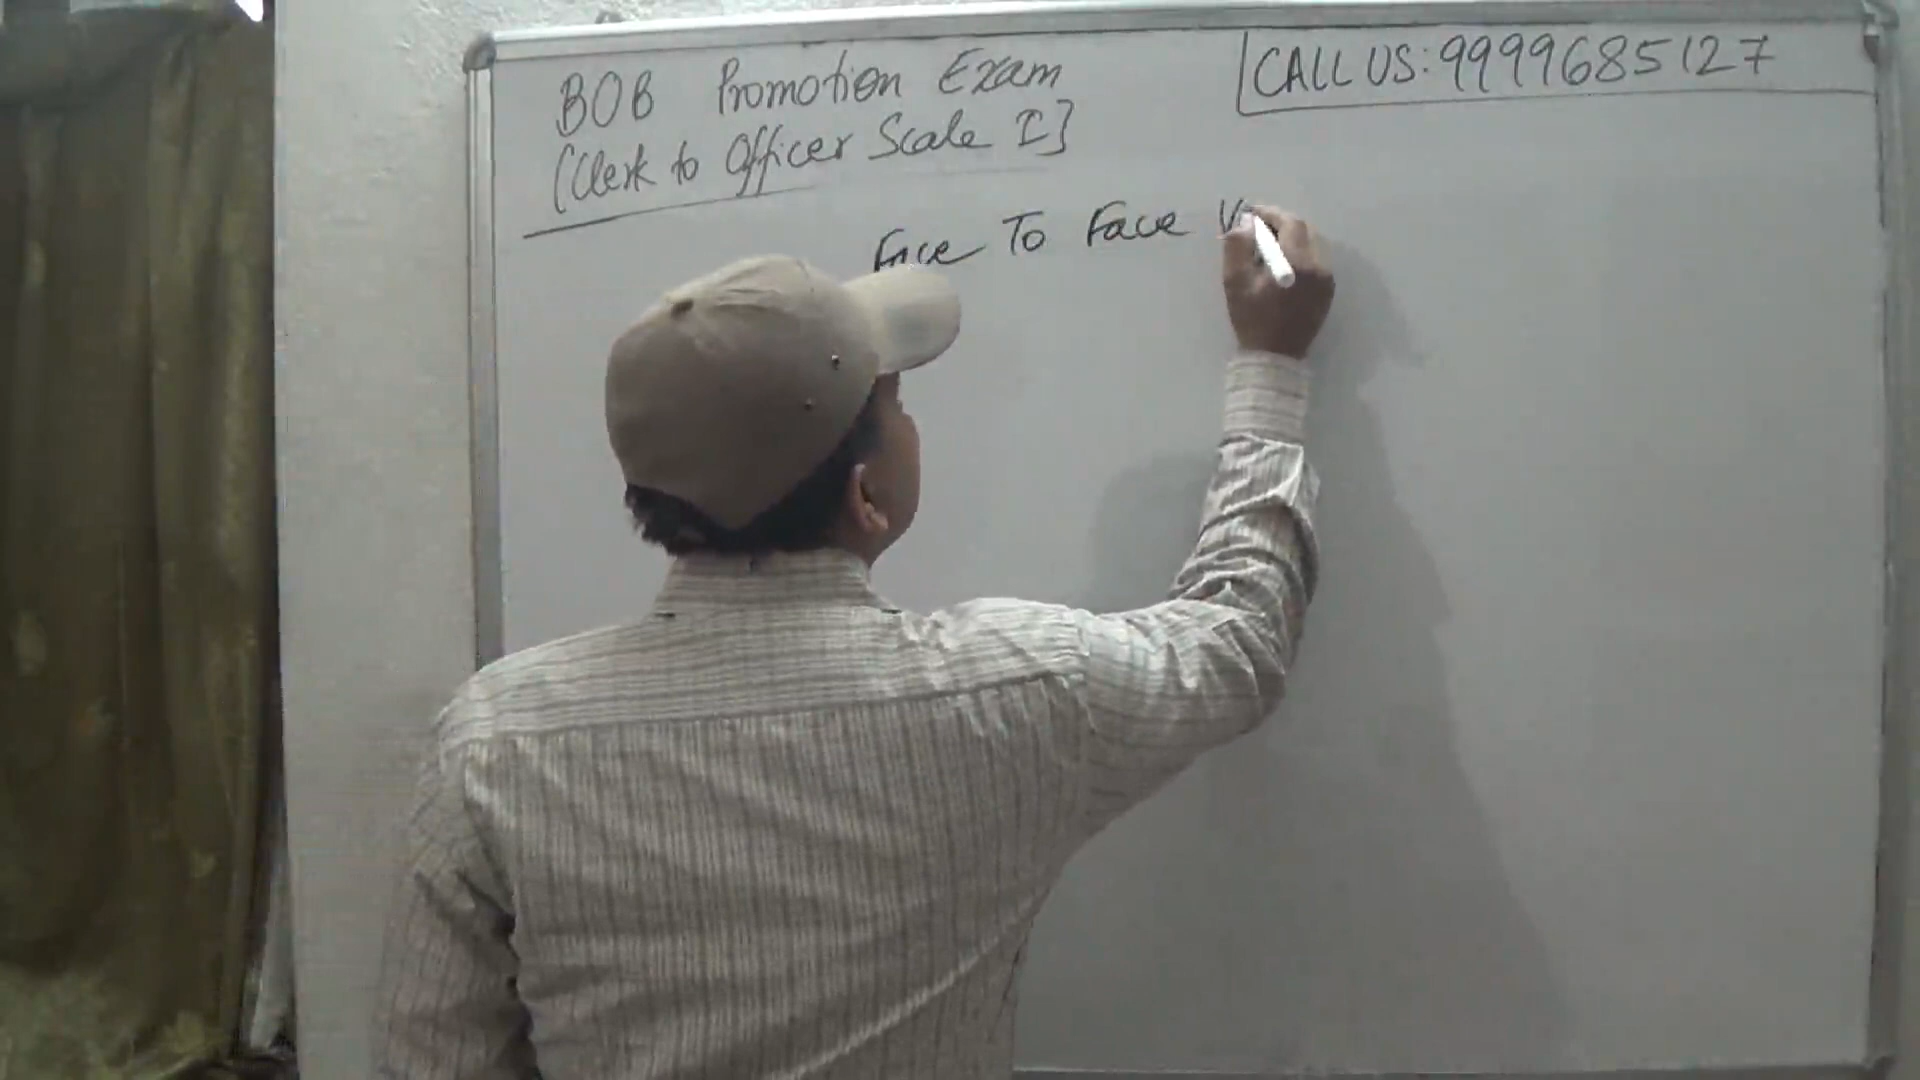 BOB Promotion Exam
[Clerk to Officer Scale I]
CALL US: 9999685127
Face To Face